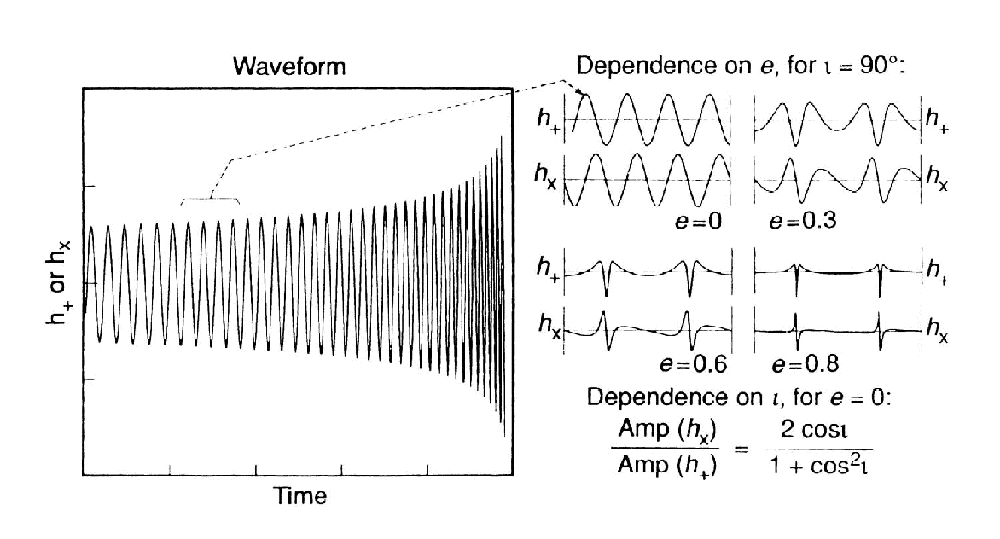 Waveform
h+ or hx
Time
Dependence on e, for ι = 90°:
h+
hx
e=0
h+
hx
e=0.3
h+
hx
e=0.6
h+
hx
e=0.8
Dependence on ι, for e = 0:
Amp (hx)
Amp (h+)
=
2 cosι
1 + cos²ι